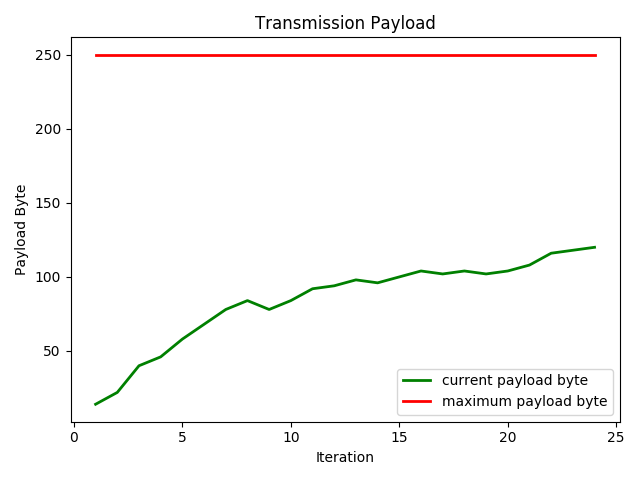 Transmission Payload
250
200
150
100
50
Payload Byte
0
5
10
15
20
25
Iteration
current payload byte
maximum payload byte